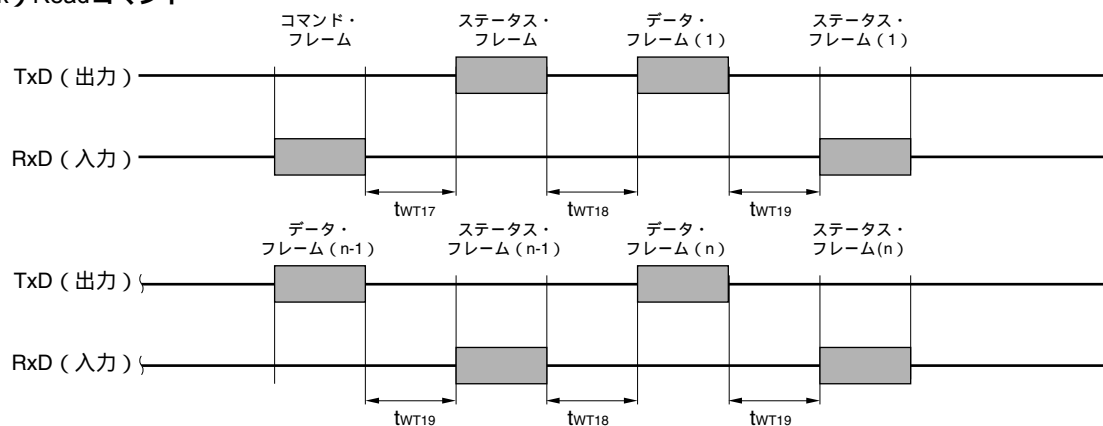 k) Readコマンド
コマンド・
フレーム
ステータス・
フレーム
データ・
フレーム(1)
ステータス・
フレーム(1)
TxD(出力)
RxD(入力)
tWT17
tWT18
tWT19
データ・
フレーム(n-1)
ステータス・
フレーム(n-1)
データ・
フレーム(n)
ステータス・
フレーム(n)
TxD(出力)
RxD(入力)
tWT19
tWT18
tWT19